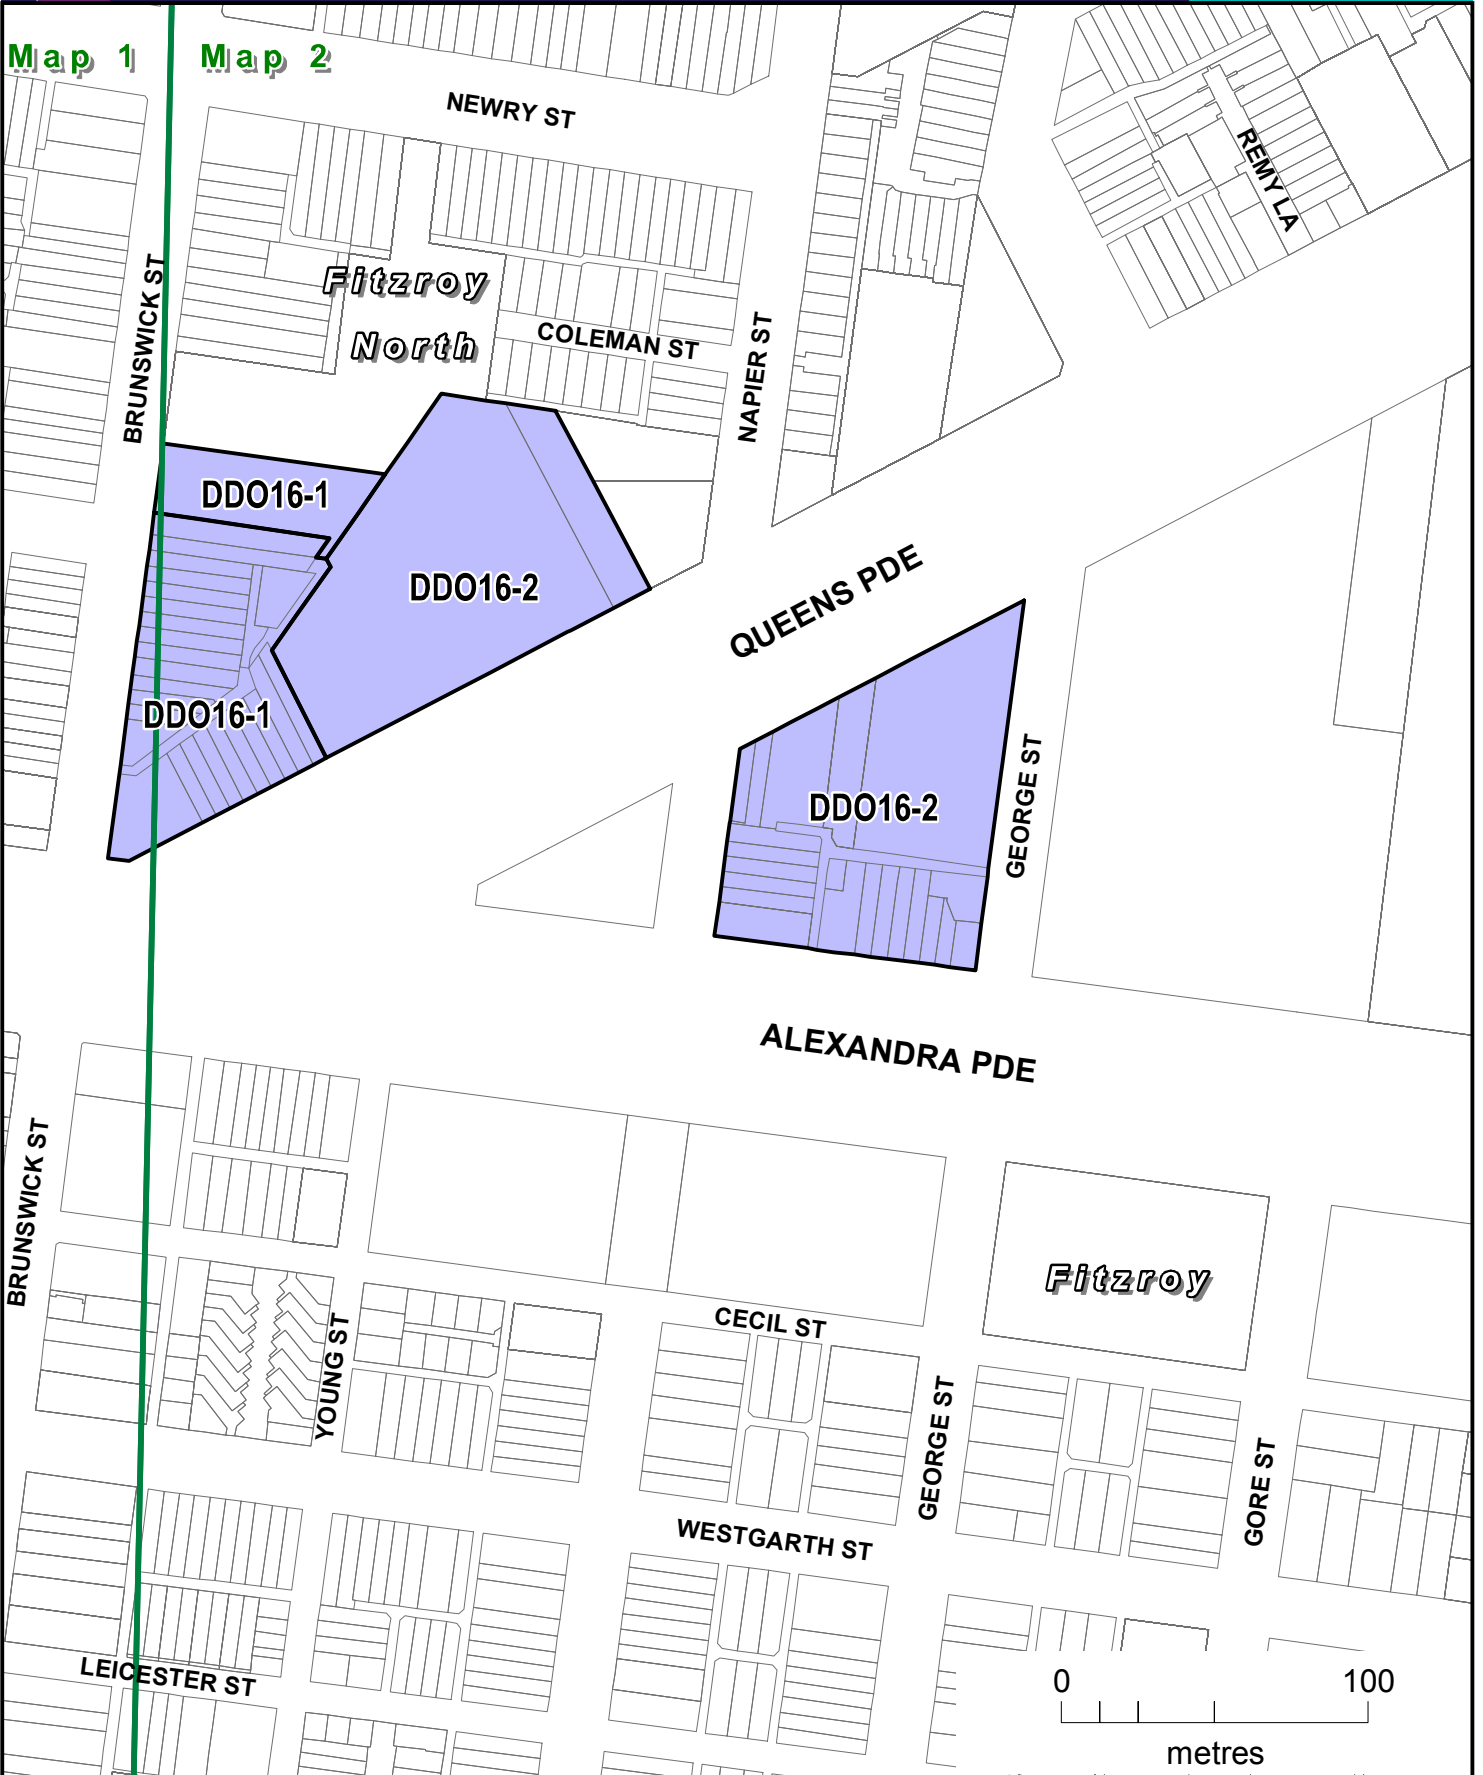 Map 1
Map 2
NEWRY ST
REMY LA
BRUNSWICK ST
Fitzroy
North
COLEMAN ST
NAPIER ST
DDO16-1
DDO16-2
QUEENS PDE
DDO16-1
DDO16-2
GEORGE ST
ALEXANDRA PDE
BRUNSWICK ST
Fitzroy
CECIL ST
YOUNG ST
GEORGE ST
GORE ST
WESTGARTH ST
LEICESTER ST
0 100
metres